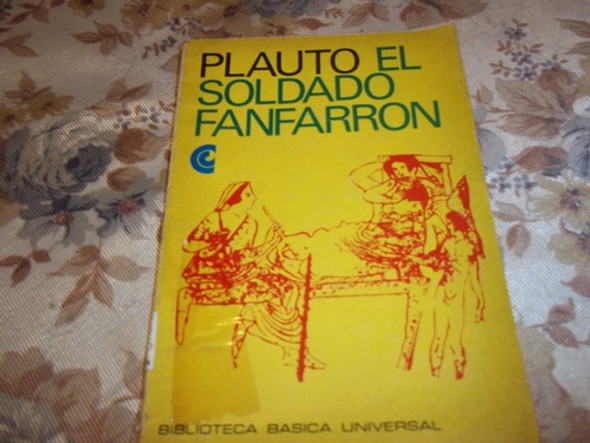 PLAUTO EL
SOLDADO
FANFARRON
BIBLIOTECA BASICA UNIVERSAL